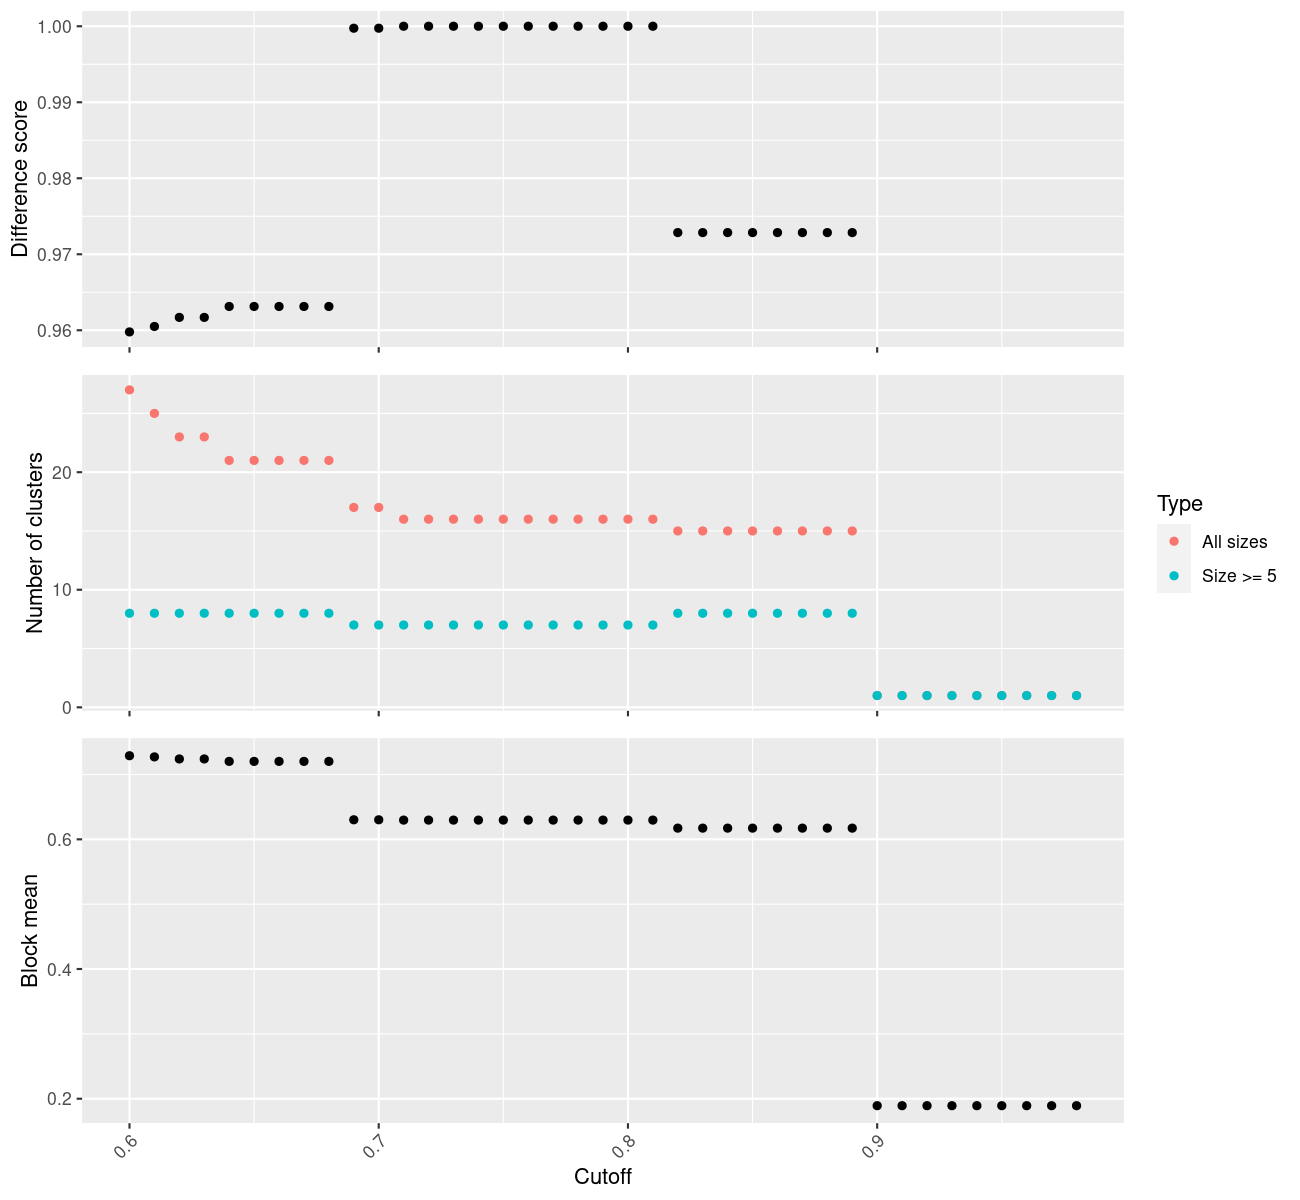 Difference score
1.00
0.99
0.98
0.97
0.96
Number of clusters
20
10
0
Type
All sizes
Size >= 5
Block mean
0.6
0.4
0.2
0.6
0.7
0.8
0.9
Cutoff